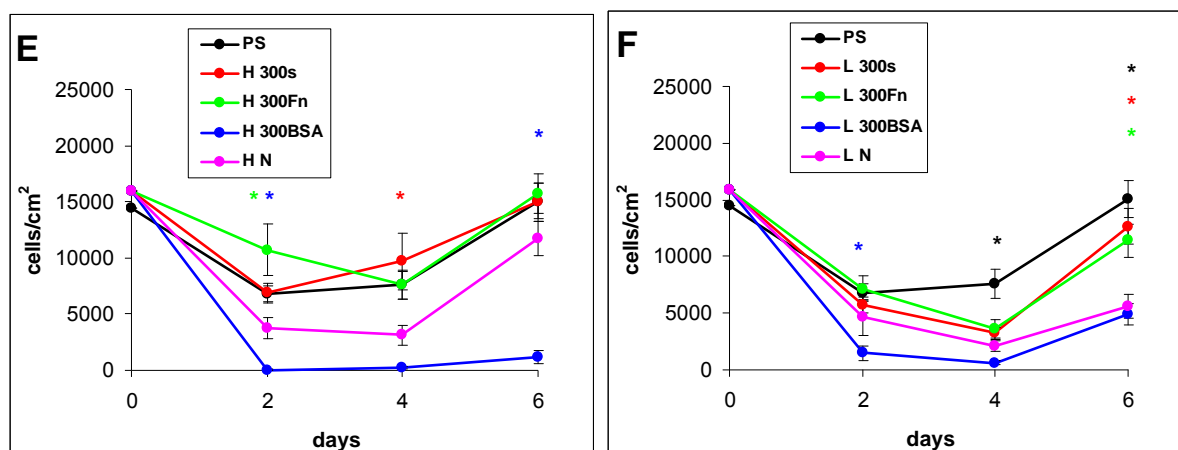 E
PS
H 300s
H 300Fn
H 300BSA
H N
25000
20000
15000
10000
5000
0
cells/cm²
* *
*
*
0 2 4 6
days
F
PS
L 300s
L 300Fn
L 300BSA
L N
25000
20000
15000
10000
5000
0
cells/cm²
*
*
*
*
*
0 2 4 6
days